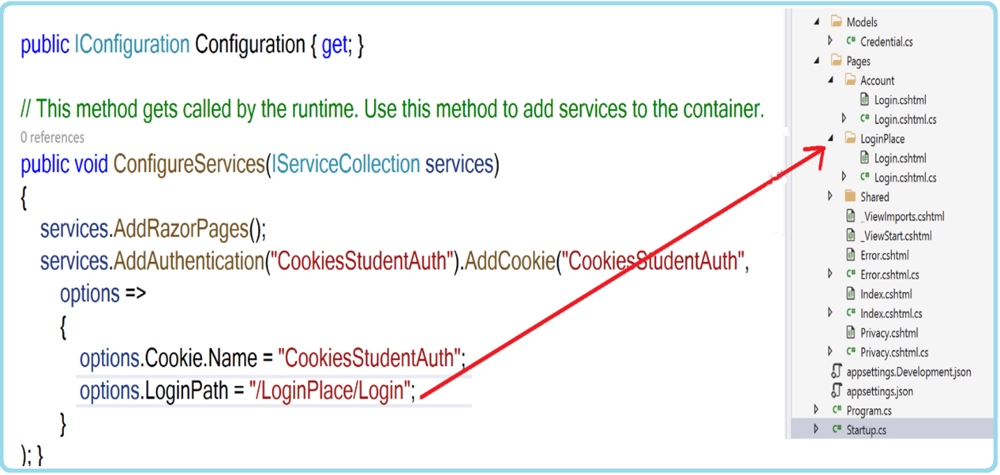 public IConfiguration Configuration { get; }
// This method gets called by the runtime. Use this method to add services to the container.
0 references
public void ConfigureServices(IServiceCollection services)
{
services.AddRazorPages();
services.AddAuthentication("CookiesStudentAuth").AddCookie("CookiesStudentAuth",
options =>
{
options.Cookie.Name = "CookiesStudentAuth";
options.LoginPath = "/LoginPlace/Login";
}
); }
Models
C# Credential.cs
Pages
Account
Login.cshtml
C# Login.cshtml.cs
LoginPlace
Login.cshtml
C# Login.cshtml.cs
Shared
_ViewImports.cshtml
_ViewStart.cshtml
Error.cshtml
C# Error.cshtml.cs
Index.cshtml
C# Index.cshtml.cs
Privacy.cshtml
C# Privacy.cshtml.cs
appsettings.Development.json
appsettings.json
C# Program.cs
C# Startup.cs